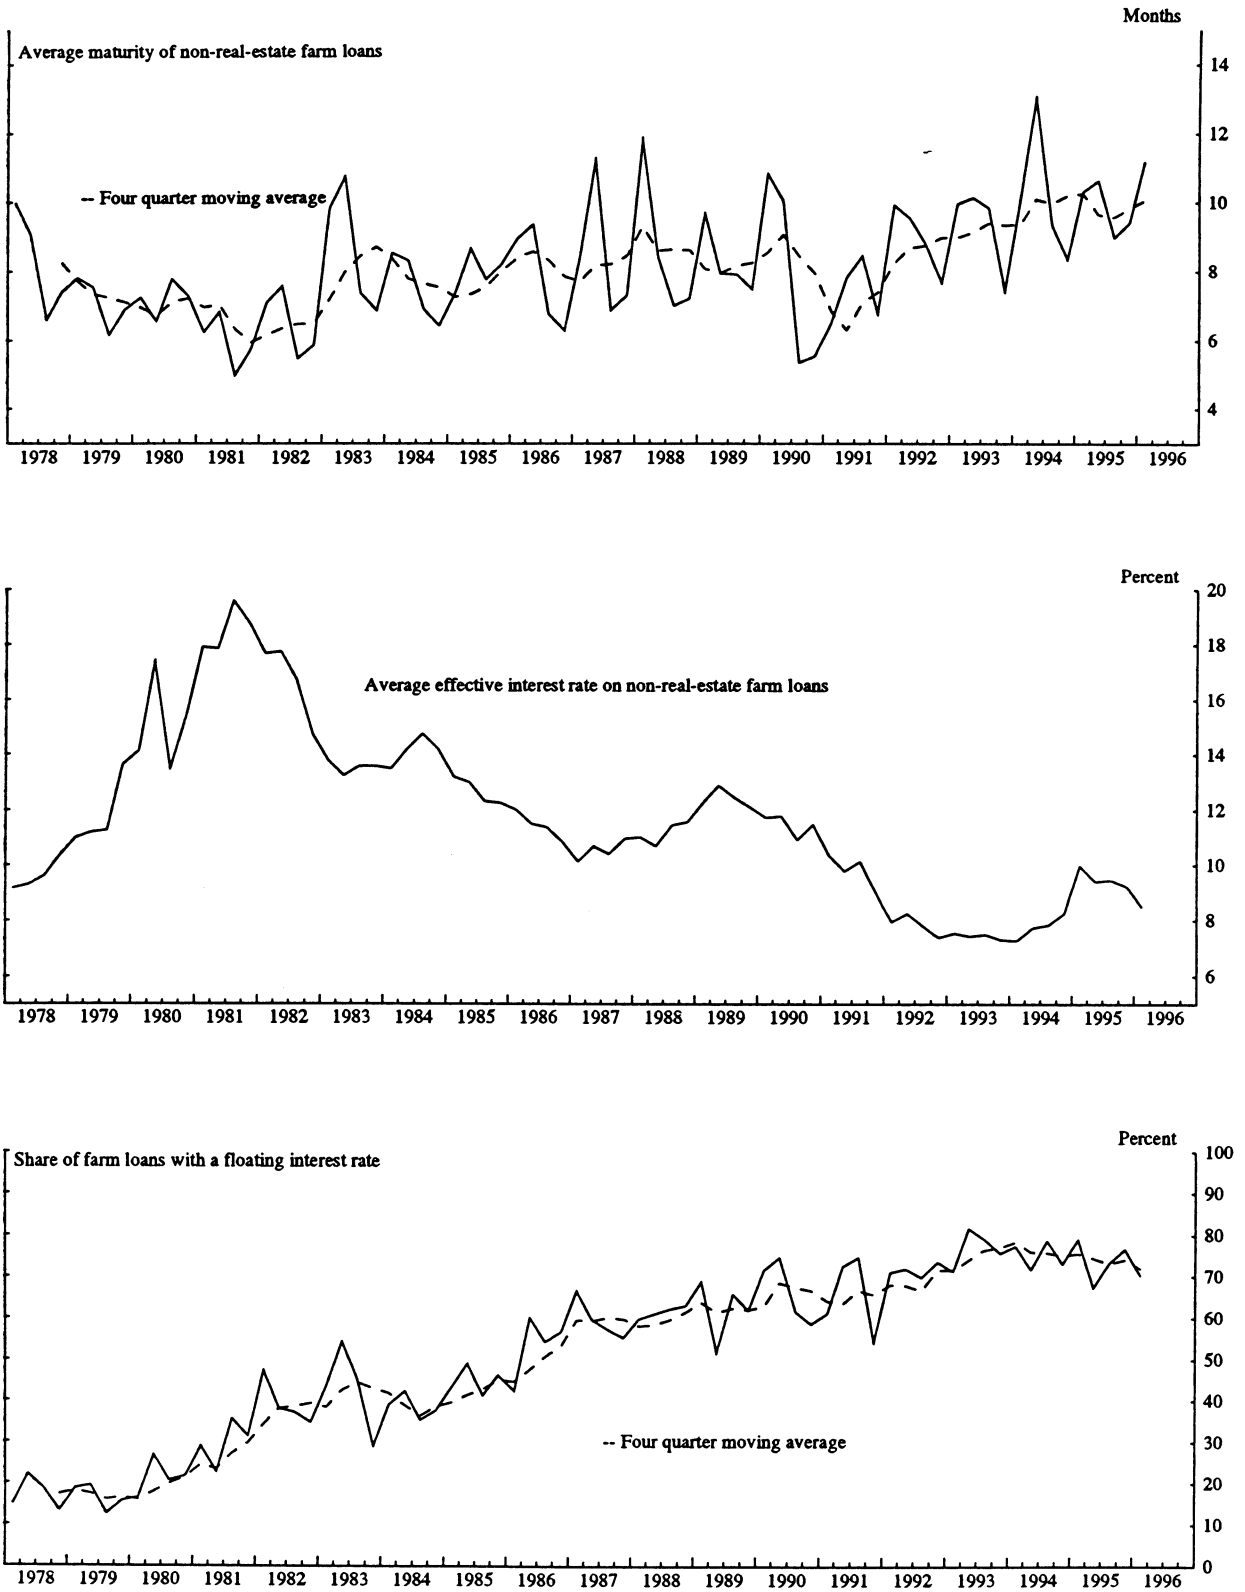 Months
Average maturity of non-real-estate farm loans
14
12
-- Four quarter moving average
10
8
6
4
1978 1979 1980 1981 1982 1983 1984 1985 1986 1987 1988 1989 1990 1991 1992 1993 1994 1995 1996
Percent
20
18
Average effective interest rate on non-real-estate farm loans
16
14
12
10
8
6
1978 1979 1980 1981 1982 1983 1984 1985 1986 1987 1988 1989 1990 1991 1992 1993 1994 1995 1996
Percent
Share of farm loans with a floating interest rate
100
90
80
70
60
50
40
-- Four quarter moving average
30
20
10
0
1978 1979 1980 1981 1982 1983 1984 1985 1986 1987 1988 1989 1990 1991 1992 1993 1994 1995 1996